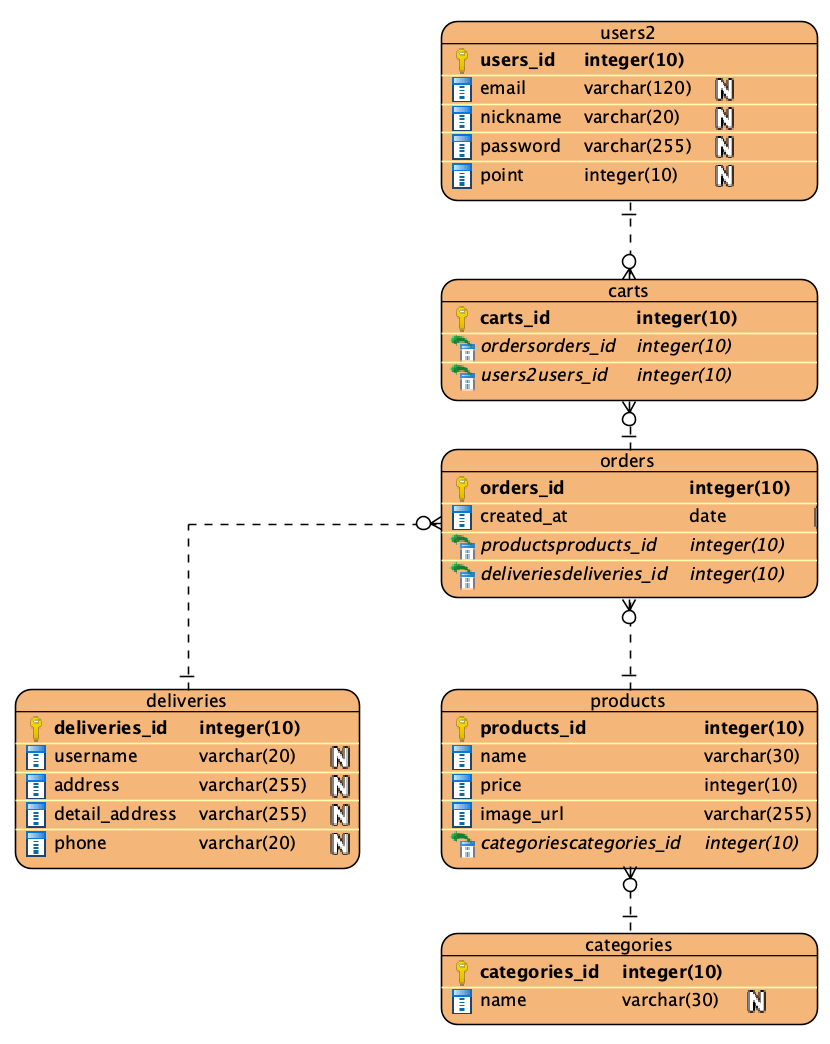 users2
users_id integer(10)
email varchar(120) N
nickname varchar(20) N
password varchar(255) N
point integer(10) N
carts
carts_id integer(10)
ordersorders_id integer(10)
users2users_id integer(10)
orders
orders_id integer(10)
created_at date
productsproducts_id integer(10)
deliveriesdeliveries_id integer(10)
deliveries
deliveries_id integer(10)
username varchar(20) N
address varchar(255) N
detail_address varchar(255) N
phone varchar(20) N
products
products_id integer(10)
name varchar(30)
price integer(10)
image_url varchar(255)
categoriescategories_id integer(10)
categories
categories_id integer(10)
name varchar(30) N